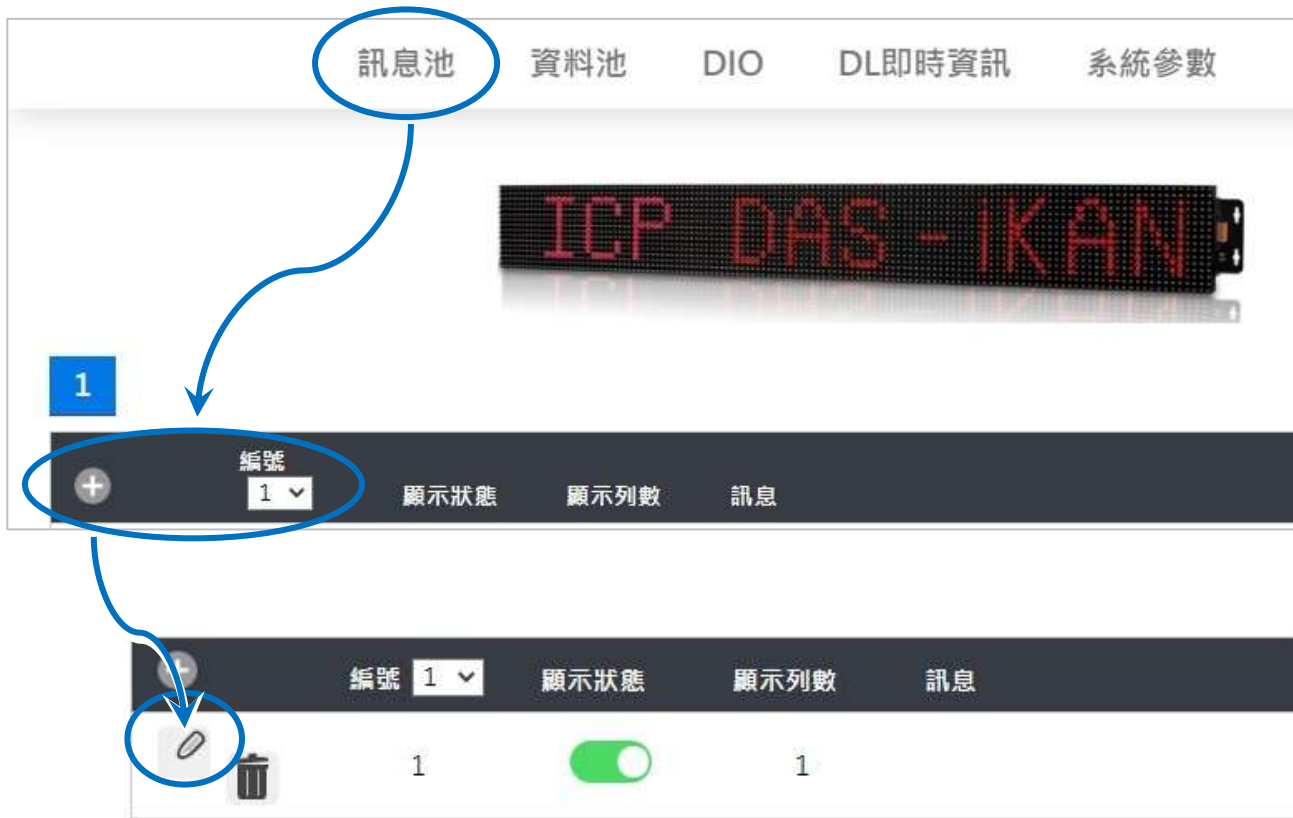 訊息池 資料池 DIO DL即時資訊 系統參數
ICP DAS - iKAN
1
編號
1 顯示狀態 顯示列數 訊息
編號 1 顯示狀態 顯示列數 訊息
1 1